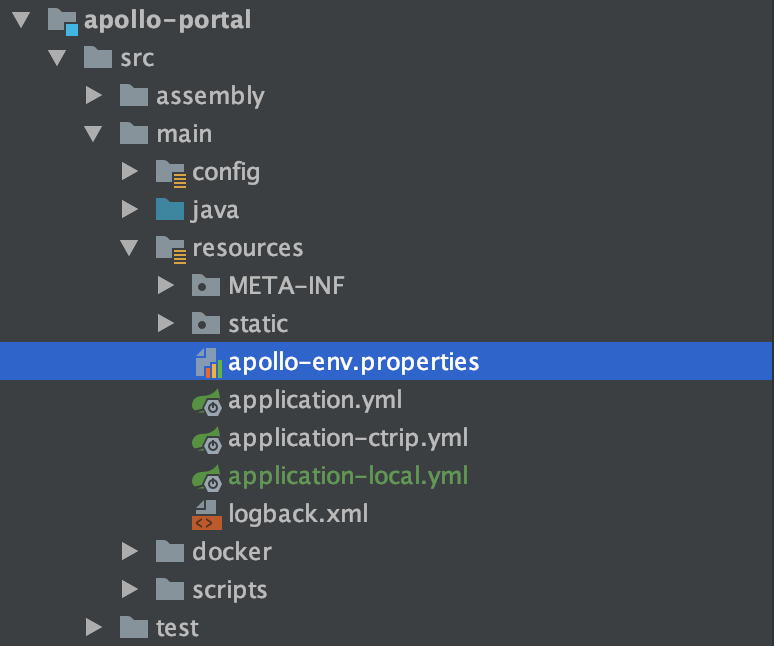 apollo-portal
src
assembly
main
config
java
resources
META-INF
static
apollo-env.properties
application.yml
application-ctrip.yml
application-local.yml
logback.xml
docker
scripts
test